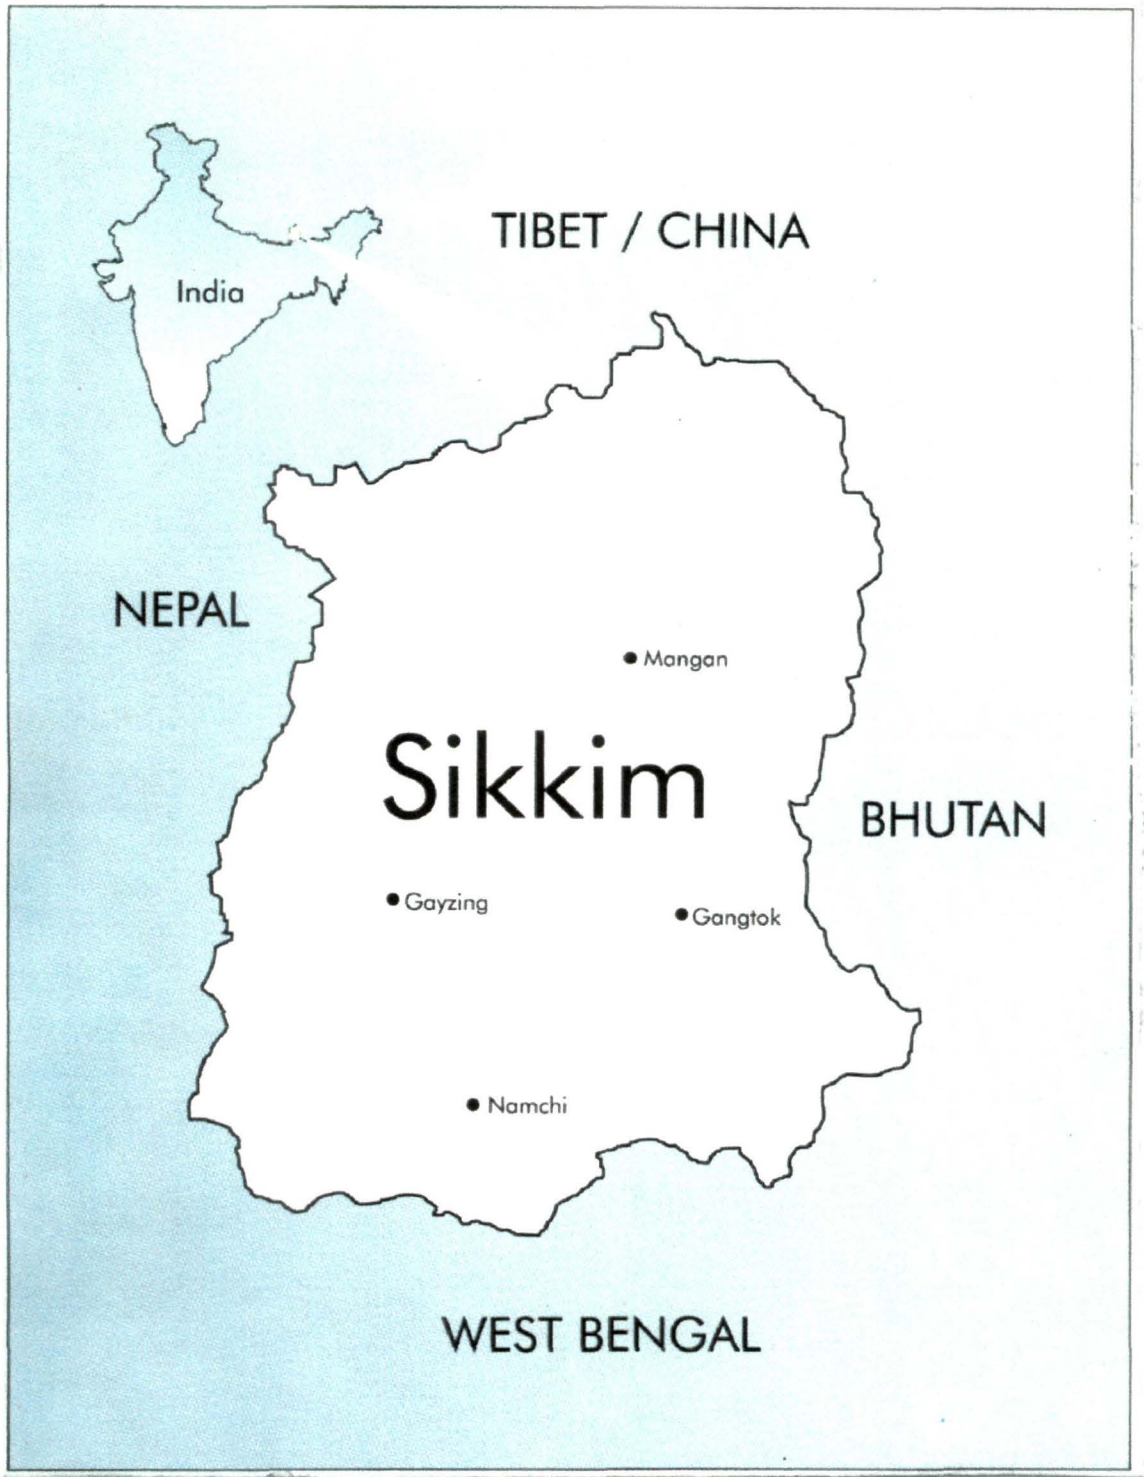 TIBET / CHINA
India
NEPAL
Mangan
Sikkim
BHUTAN
Gayzing
Gangtok
Namchi
WEST BENGAL